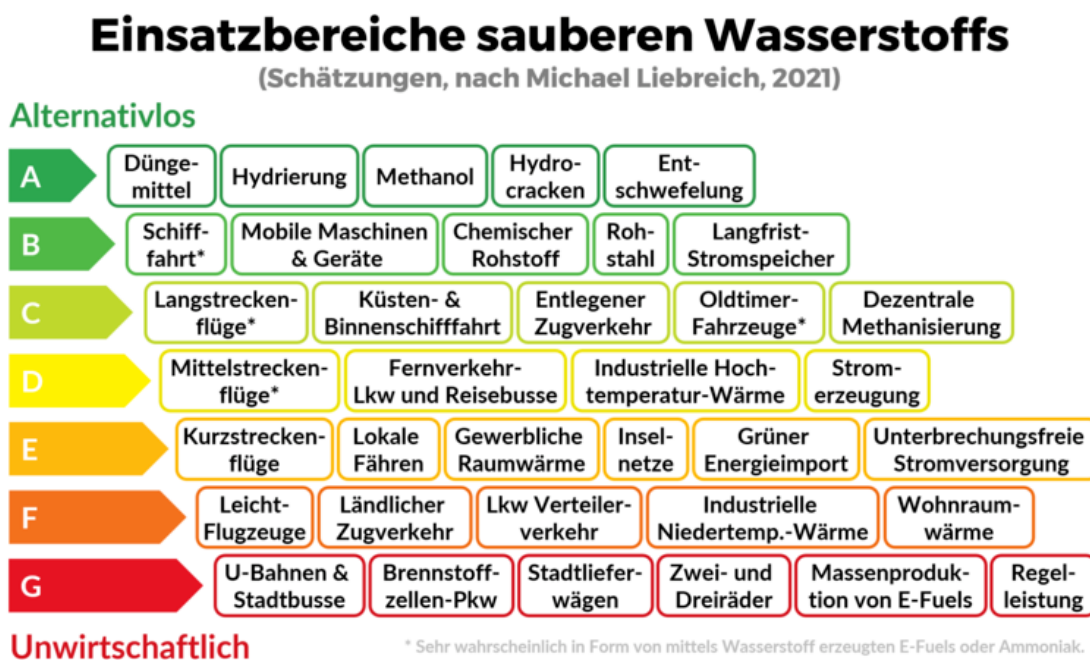 Einsatzbereiche sauberen Wasserstoffs
(Schätzungen, nach Michael Liebreich, 2021)
Alternativlos
A
Dünge-
mittel
Hydrierung
Methanol
Hydro-
cracken
Ent-
schwefelung
B
Schiff-
fahrt*
Mobile Maschinen
& Geräte
Chemischer
Rohstoff
Roh-
stahl
Langfrist-
Stromspeicher
C
Langstrecken-
flüge*
Küsten- &
Binnenschifffahrt
Entlegener
Zugverkehr
Oldtimer-
Fahrzeuge*
Dezentrale
Methanisierung
D
Mittelstrecken-
flüge*
Fernverkehr-
Lkw und Reisebusse
Industrielle Hoch-
temperatur-Wärme
Strom-
erzeugung
E
Kurzstrecken-
flüge
Lokale
Fähren
Gewerbliche
Raumwärme
Insel-
netze
Grüner
Energieimport
Unterbrechungsfreie
Stromversorgung
F
Leicht-
Flugzeuge
Ländlicher
Zugverkehr
Lkw Verteiler-
verkehr
Industrielle
Niedertemp.-Wärme
Wohnraum-
wärme
G
U-Bahnen &
Stadtbusse
Brennstoff-
zellen-Pkw
Stadtliefer-
wägen
Zwei- und
Dreiräder
Massenproduk-
tion von E-Fuels
Regel-
leistung
Unwirtschaftlich
* Sehr wahrscheinlich in Form von mittels Wasserstoff erzeugten E-Fuels oder Ammoniak.